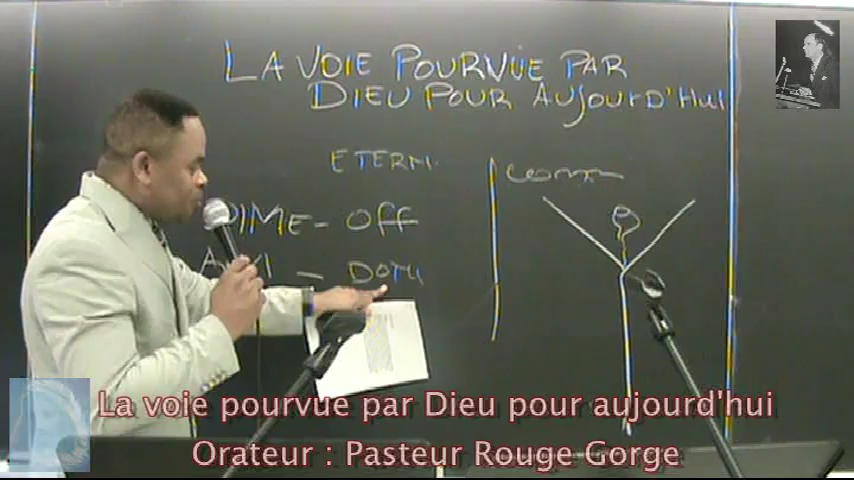 LA VOIE POURVUE PAR
DIEU POUR AUJOURD'HUI
ETERN.
DIME - Off
La voie pourvue par Dieu pour aujourd'hui
Orateur : Pasteur Rouge Gorge